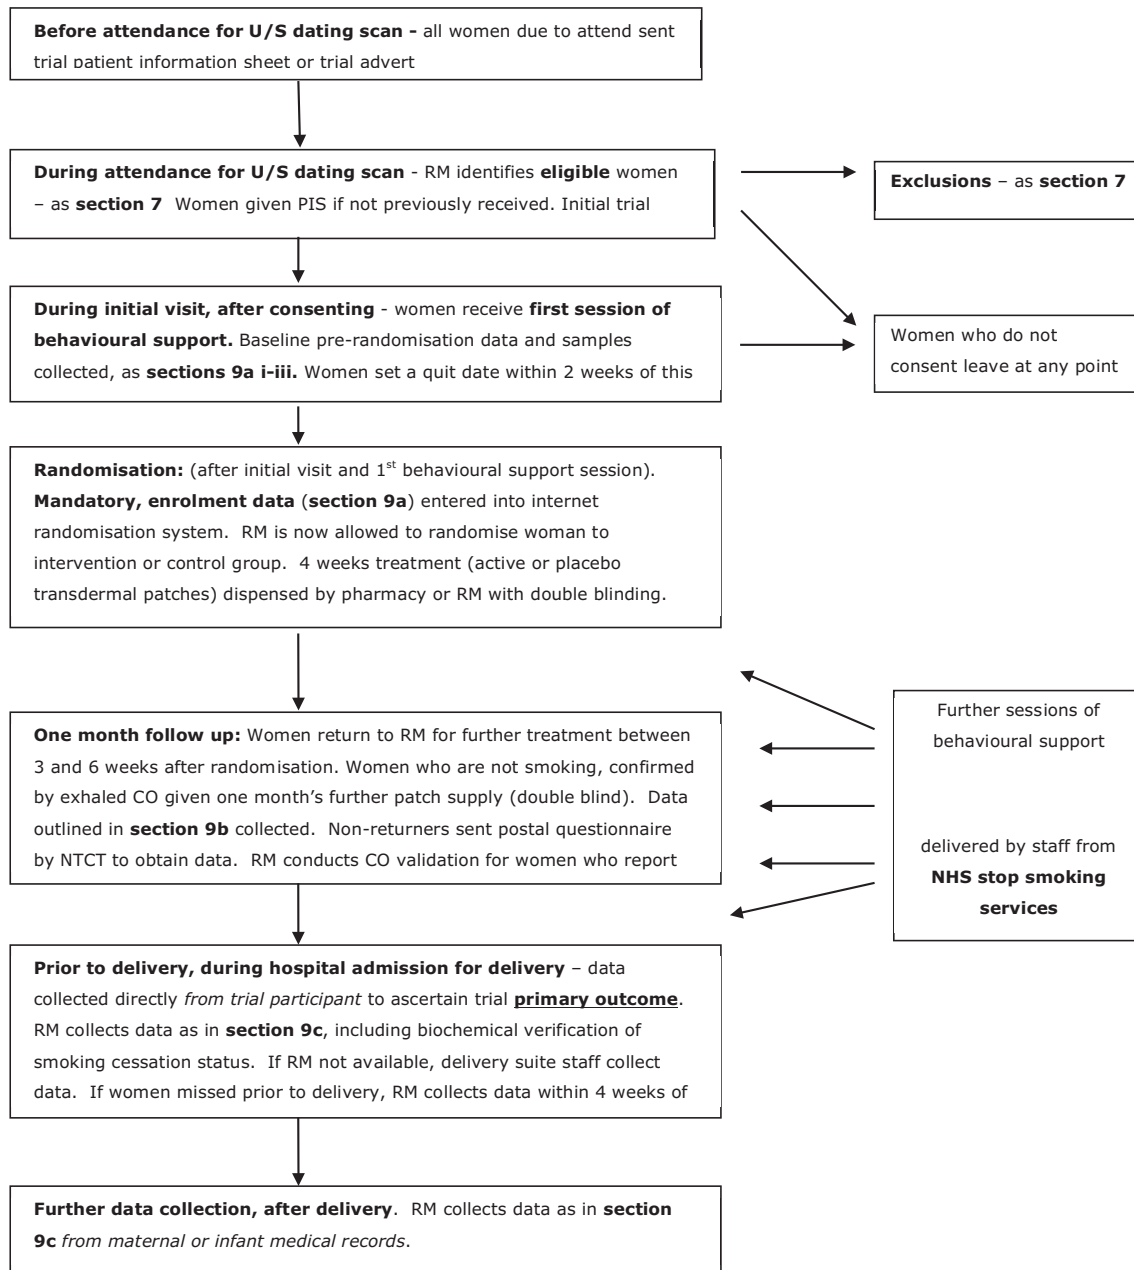 Before attendance for U/S dating scan - all women due to attend sent
trial patient information sheet or trial advert
During attendance for U/S dating scan - RM identifies eligible women
– as section 7 Women given PIS if not previously received. Initial trial
Exclusions – as section 7
During initial visit, after consenting - women receive first session of
behavioural support. Baseline pre-randomisation data and samples
collected, as sections 9a i-iii. Women set a quit date within 2 weeks of this
Women who do not
consent leave at any point
Randomisation: (after initial visit and 1st behavioural support session).
Mandatory, enrolment data (section 9a) entered into internet
randomisation system. RM is now allowed to randomise woman to
intervention or control group. 4 weeks treatment (active or placebo
transdermal patches) dispensed by pharmacy or RM with double blinding.
One month follow up: Women return to RM for further treatment between
3 and 6 weeks after randomisation. Women who are not smoking, confirmed
by exhaled CO given one month's further patch supply (double blind). Data
outlined in section 9b collected. Non-returners sent postal questionnaire
by NTCT to obtain data. RM conducts CO validation for women who report
Further sessions of
behavioural support
delivered by staff from
NHS stop smoking
services
Prior to delivery, during hospital admission for delivery – data
collected directly from trial participant to ascertain trial primary outcome.
RM collects data as in section 9c, including biochemical verification of
smoking cessation status. If RM not available, delivery suite staff collect
data. If women missed prior to delivery, RM collects data within 4 weeks of
Further data collection, after delivery. RM collects data as in section
9c from maternal or infant medical records.